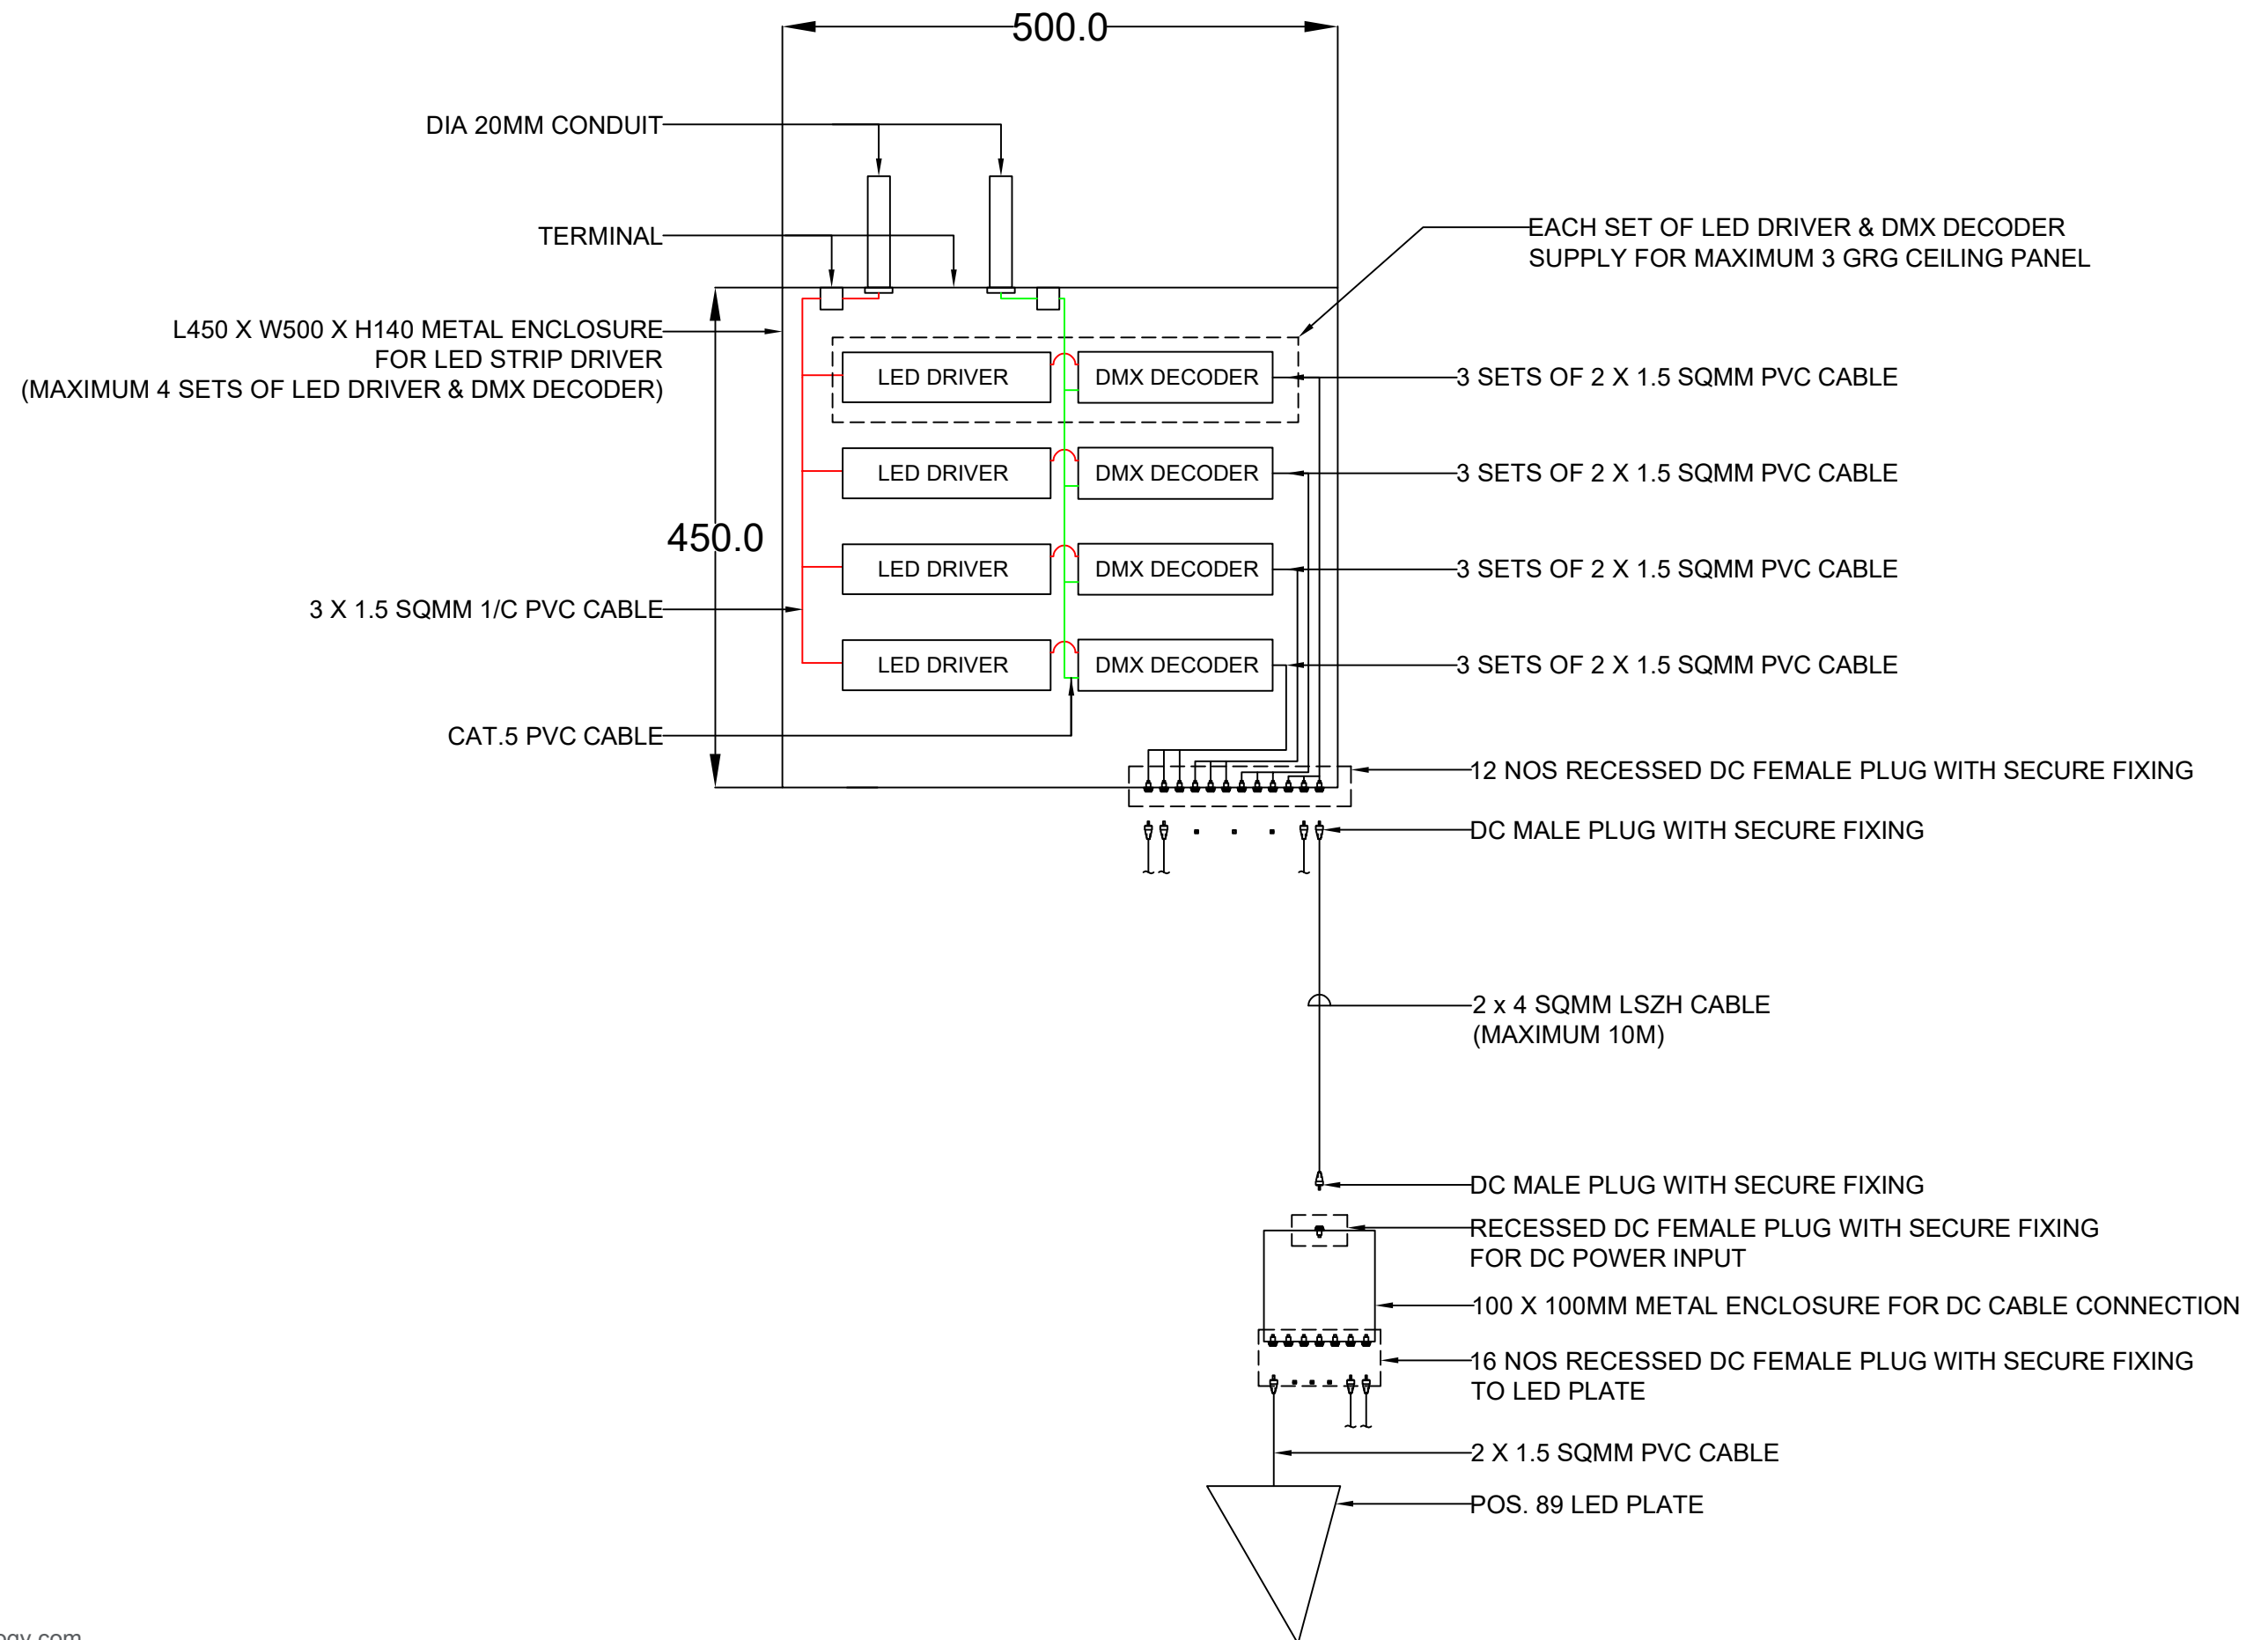 500.0
DIA 20MM CONDUIT
TERMINAL
EACH SET OF LED DRIVER & DMX DECODER
SUPPLY FOR MAXIMUM 3 GRG CEILING PANEL
L450 X W500 X H140 METAL ENCLOSURE
FOR LED STRIP DRIVER
(MAXIMUM 4 SETS OF LED DRIVER & DMX DECODER)
LED DRIVER
DMX DECODER
3 SETS OF 2 X 1.5 SQMM PVC CABLE
LED DRIVER
DMX DECODER
3 SETS OF 2 X 1.5 SQMM PVC CABLE
450.0
LED DRIVER
DMX DECODER
3 SETS OF 2 X 1.5 SQMM PVC CABLE
3 X 1.5 SQMM 1/C PVC CABLE
LED DRIVER
DMX DECODER
3 SETS OF 2 X 1.5 SQMM PVC CABLE
CAT.5 PVC CABLE
12 NOS RECESSED DC FEMALE PLUG WITH SECURE FIXING
DC MALE PLUG WITH SECURE FIXING
2 x 4 SQMM LSZH CABLE
(MAXIMUM 10M)
DC MALE PLUG WITH SECURE FIXING
RECESSED DC FEMALE PLUG WITH SECURE FIXING
FOR DC POWER INPUT
100 X 100MM METAL ENCLOSURE FOR DC CABLE CONNECTION
16 NOS RECESSED DC FEMALE PLUG WITH SECURE FIXING
TO LED PLATE
2 X 1.5 SQMM PVC CABLE
POS. 89 LED PLATE